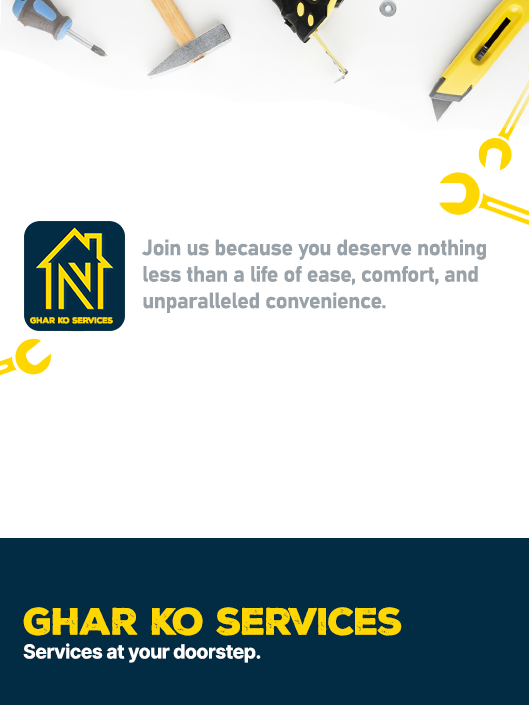 Join us because you deserve nothing
less than a life of ease, comfort, and
unparalleled convenience.
GHAR KO SERVICES
GHAR KO SERVICES
Services at your doorstep.